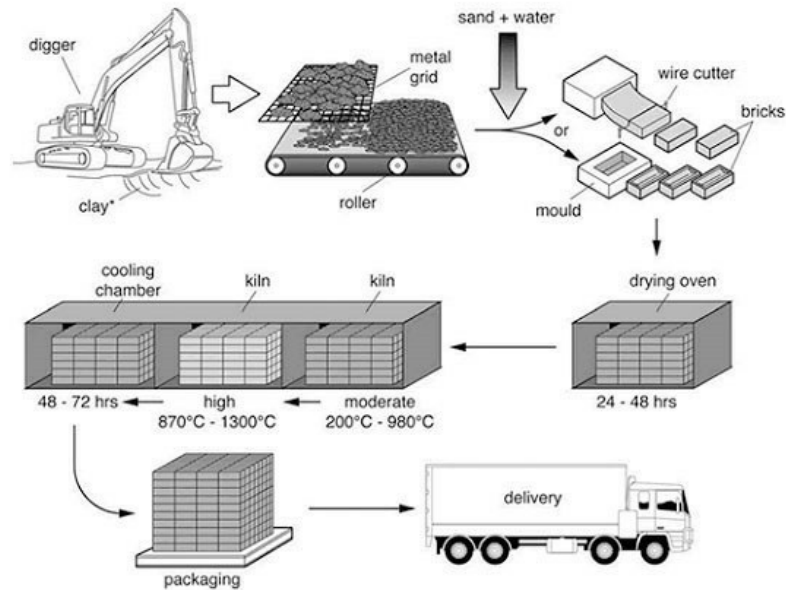 sand + water
digger
metal
grid
wire cutter
bricks
or
clay*
roller
mould
cooling
chamber
kiln
kiln
drying oven
48 - 72 hrs
high
870°C - 1300°C
moderate
200°C - 980°C
24 - 48 hrs
delivery
packaging